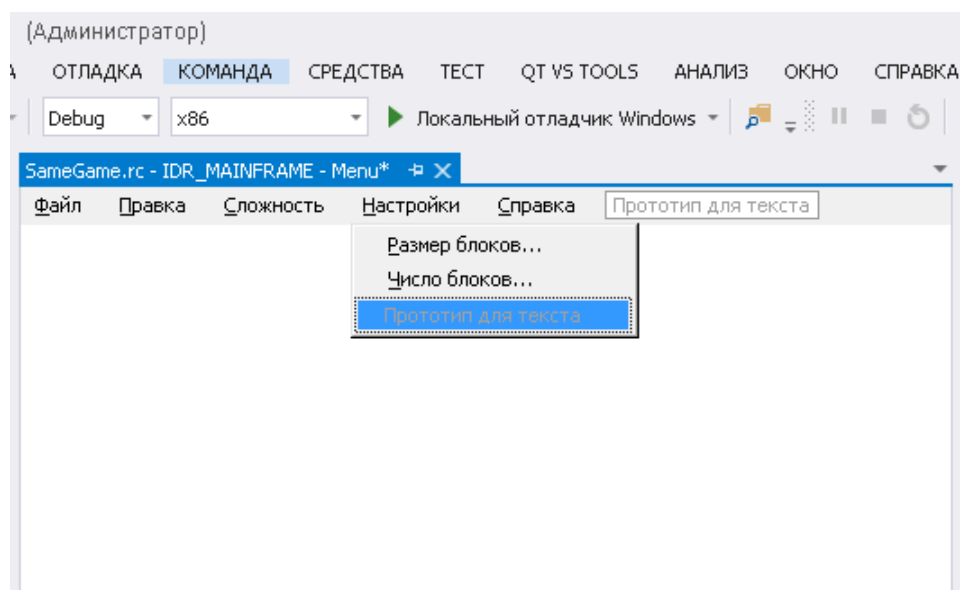 (Администратор)
ОТЛАДКА КОМАНДА СРЕДСТВА ТЕСТ QT VS TOOLS АНАЛИЗ ОКНО СПРАВКА
Debug x86 Локальный отладчик Windows
SameGame.rc - IDR_MAINFRAME - Menu*
Файл Правка Сложность Настройки Справка Прототип для текста
Размер блоков...
Число блоков...
Прототип для текста